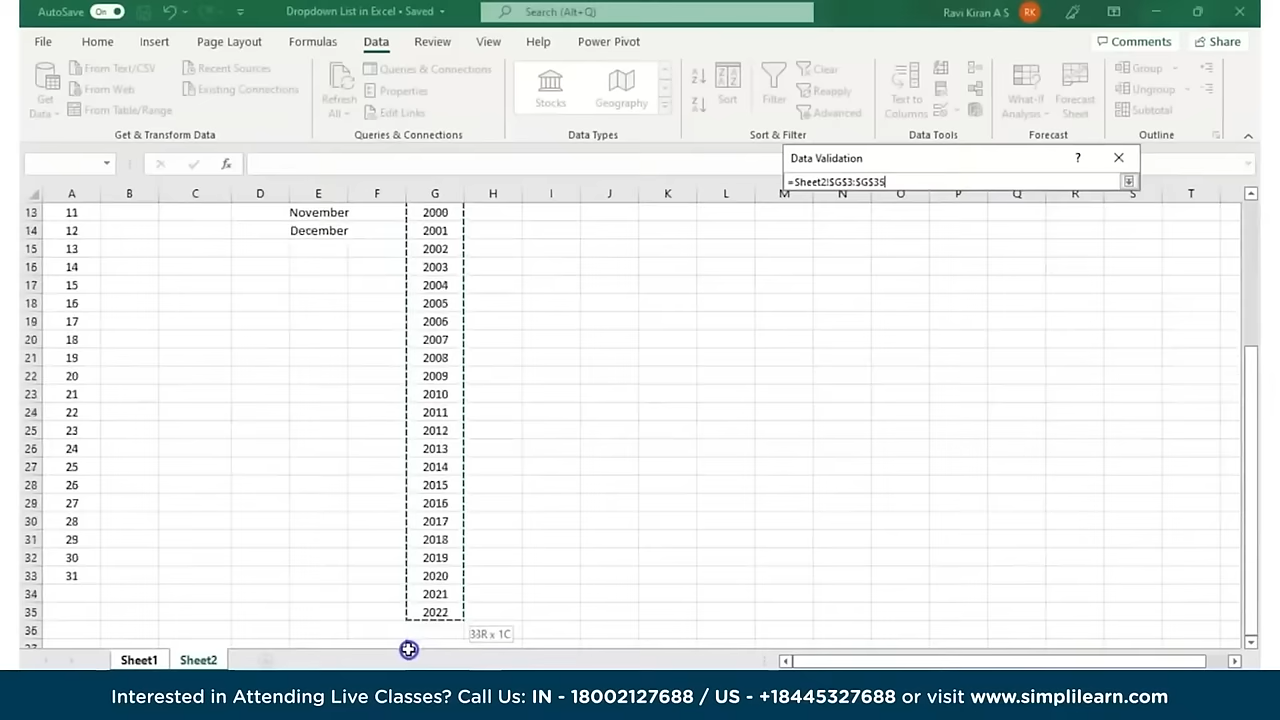 AutoSave On Dropdown List in Excel • Saved Search (Alt+Q) Ravi Kiran A S RK
File Home Insert Page Layout Formulas Data Review View Help Power Pivot Comments Share
From Text/CSV Recent Sources Queries & Connections Clear Group
From Web Existing Connections Properties Reapply Ungroup
From Table/Range Edit Links Advanced Subtotal
Get Data Refresh All Stocks Geography Sort Filter Text to Columns What-If Analysis Forecast Sheet
Get & Transform Data Queries & Connections Data Types Sort & Filter Data Tools Forecast Outline
fx
Data Validation ?
=Sheet2!$G$3:$G$35
A B C D E F G H I J K L M N O P Q R S T
13 11 November 2000
14 12 December 2001
15 13 2002
16 14 2003
17 15 2004
18 16 2005
19 17 2006
20 18 2007
21 19 2008
22 20 2009
23 21 2010
24 22 2011
25 23 2012
26 24 2013
27 25 2014
28 26 2015
29 27 2016
30 28 2017
31 29 2018
32 30 2019
33 31 2020
34 2021
35 2022
36
33R x 1C
Sheet1 Sheet2
Interested in Attending Live Classes? Call Us: IN - 18002127688 / US - +18445327688 or visit www.simplilearn.com